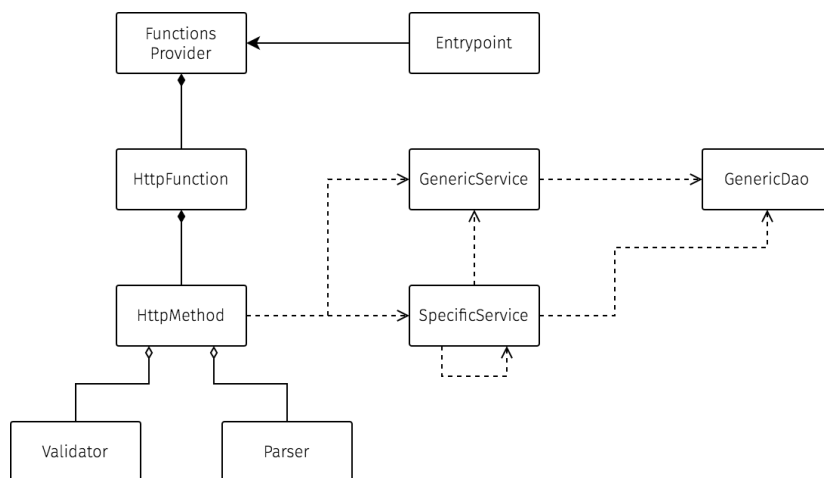 Functions
Provider
Entrypoint
HttpFunction
GenericService
GenericDao
HttpMethod
SpecificService
Validator
Parser